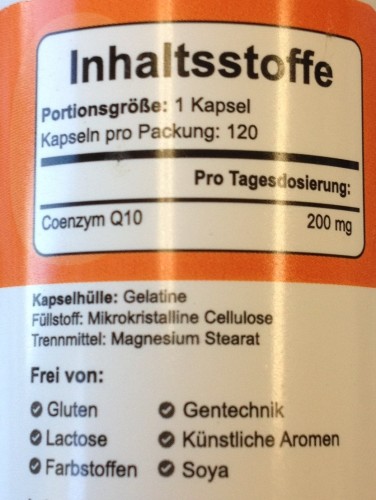 Inhaltsstoffe
Portionsgröße: 1 Kapsel
Kapseln pro Packung: 120
Pro Tagesdosierung:
Coenzym Q10 200 mg
Kapselhülle: Gelatine
Füllstoff: Mikrokristalline Cellulose
Trennmittel: Magnesium Stearat
Frei von:
Gluten Gentechnik
Lactose Künstliche Aromen
Farbstoffen Soya